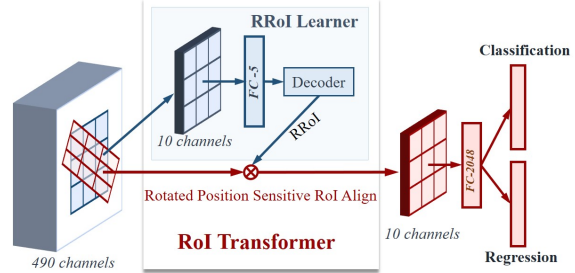 RRoI Learner
Classification
FC-5
Decoder
10 channels
RRoI
Rotated Position Sensitive RoI Align
FC-2048
RoI Transformer
10 channels
490 channels
Regression